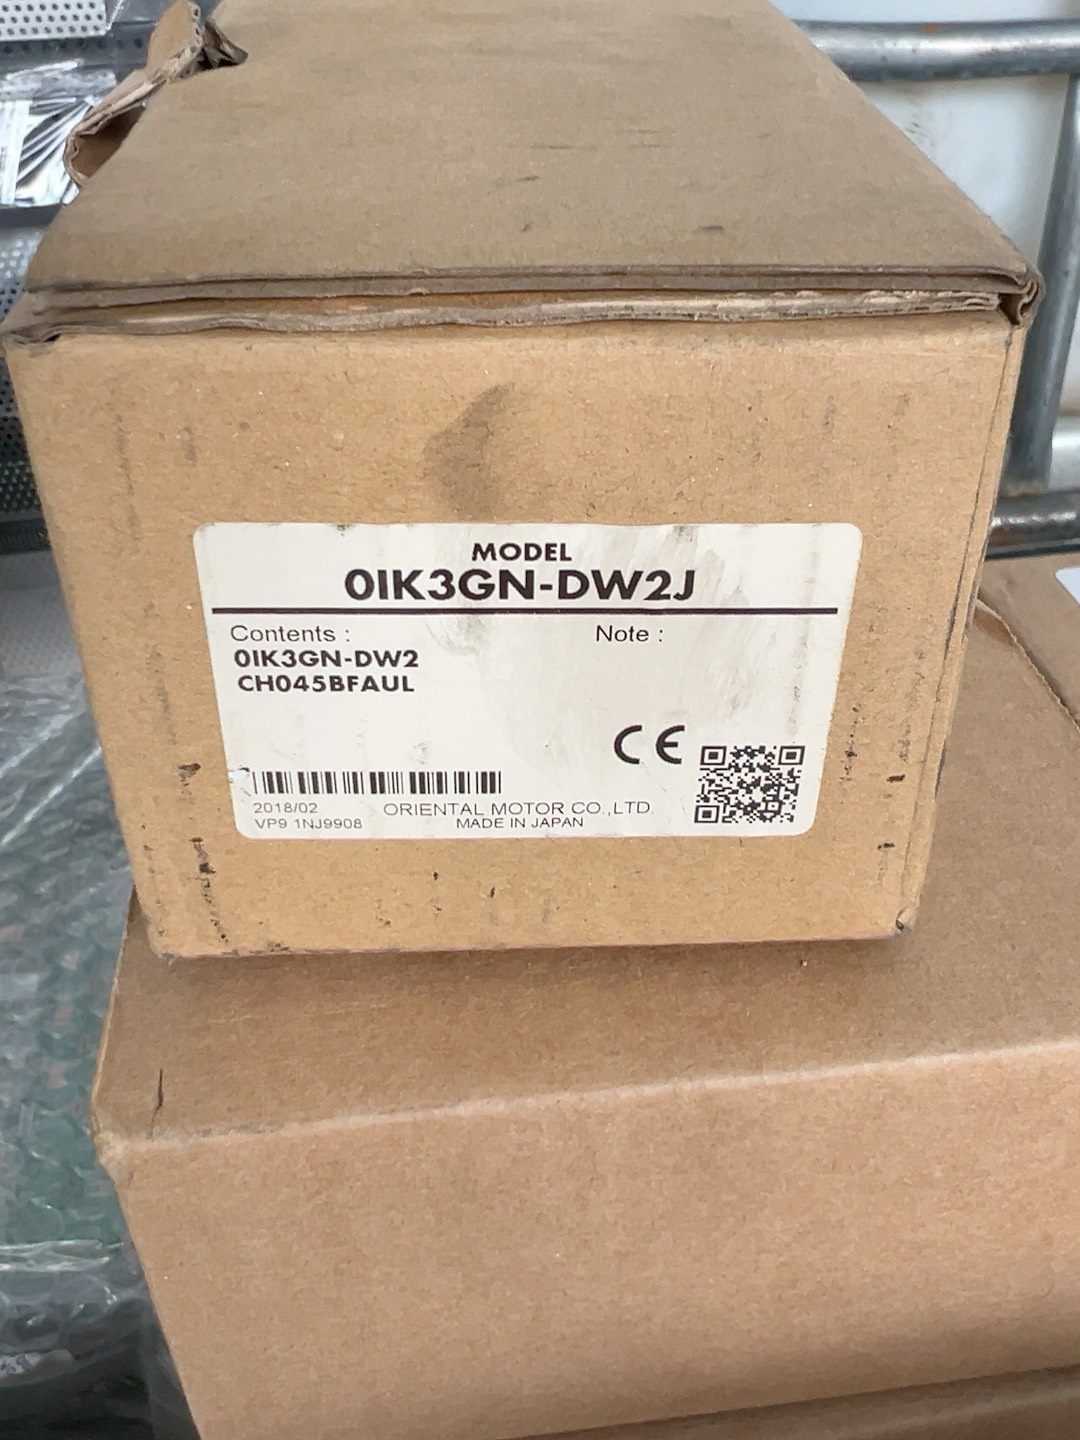 MODEL
0IK3GN-DW2J
Contents : Note :
0IK3GN-DW2
CH045BFAUL
CE
2018/02 ORIENTAL MOTOR CO.,LTD.
VP9 1NJ9908 MADE IN JAPAN